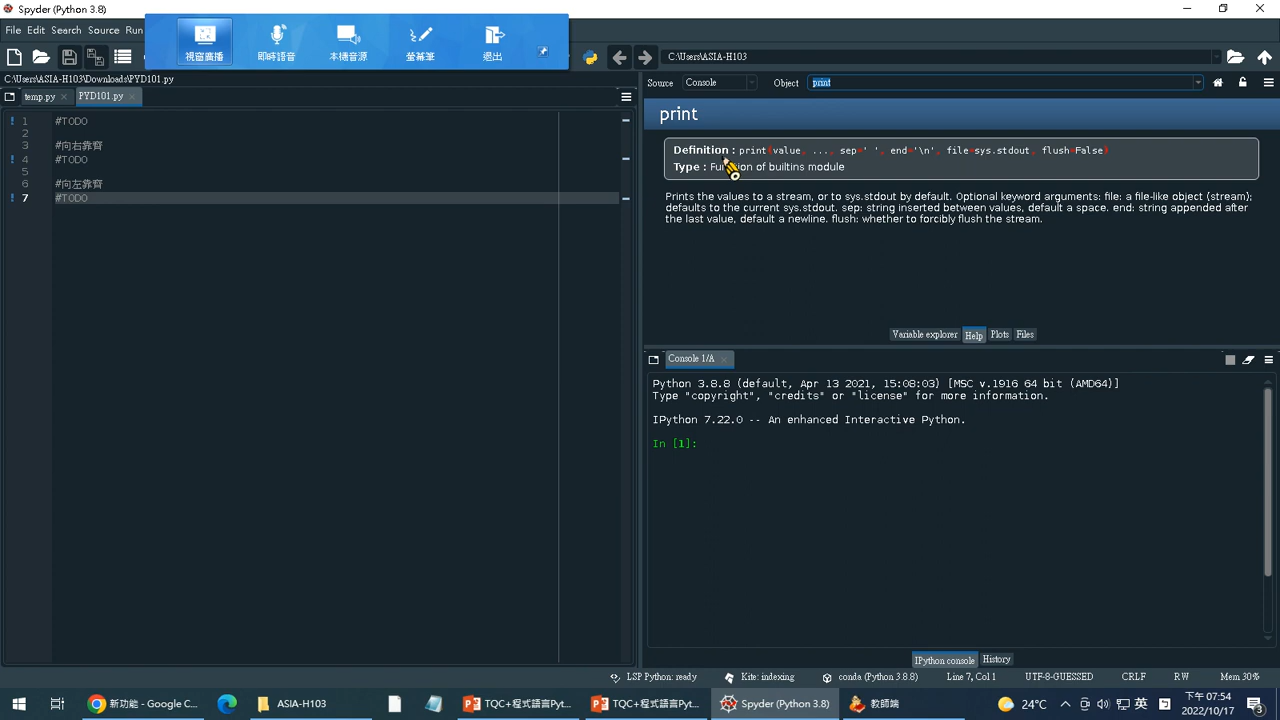 Spyder (Python 3.8)
File Edit Search Source Run
視窗廣播 即時語音 本機音源 螢幕筆 退出
C:\Users\ASIA-H103
C:\Users\ASIA-H103\Downloads\PYD101.py
temp.py PYD101.py
1 #TODO
2
3 #向右靠齊
4 #TODO
5
6 #向左靠齊
7 #TODO
Source Console Object print
print
Definition : print(value, ..., sep=' ', end='\n', file=sys.stdout, flush=False)
Type : Function of builtins module
Prints the values to a stream, or to sys.stdout by default. Optional keyword arguments: file: a file-like object (stream);
defaults to the current sys.stdout. sep: string inserted between values, default a space. end: string appended after
the last value, default a newline. flush: whether to forcibly flush the stream.
Variable explorer Help Plots Files
Console 1/A
Python 3.8.8 (default, Apr 13 2021, 15:08:03) [MSC v.1916 64 bit (AMD64)]
Type "copyright", "credits" or "license" for more information.
IPython 7.22.0 -- An enhanced Interactive Python.
In [1]:
IPython console History
LSP Python: ready Kite: indexing conda (Python 3.8.8) Line 7, Col 1 UTF-8-GUESSED CRLF RW Mem 30%
新功能 - Google C... ASIA-H103 TQC+程式語言Pyt... TQC+程式語言Pyt... Spyder (Python 3.8) 教師端 24°C 英 下午 07:54
2022/10/17